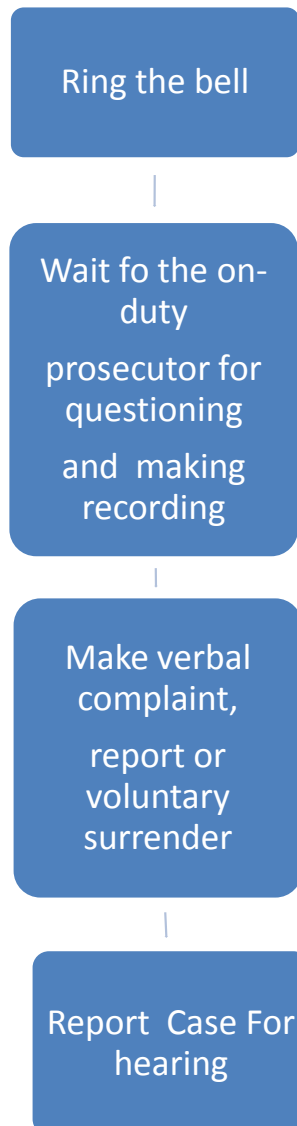 Ring the bell
Wait fo the on-
duty
prosecutor for
questioning
and making
recording
Make verbal
complaint,
report or
voluntary
surrender
Report Case For
hearing